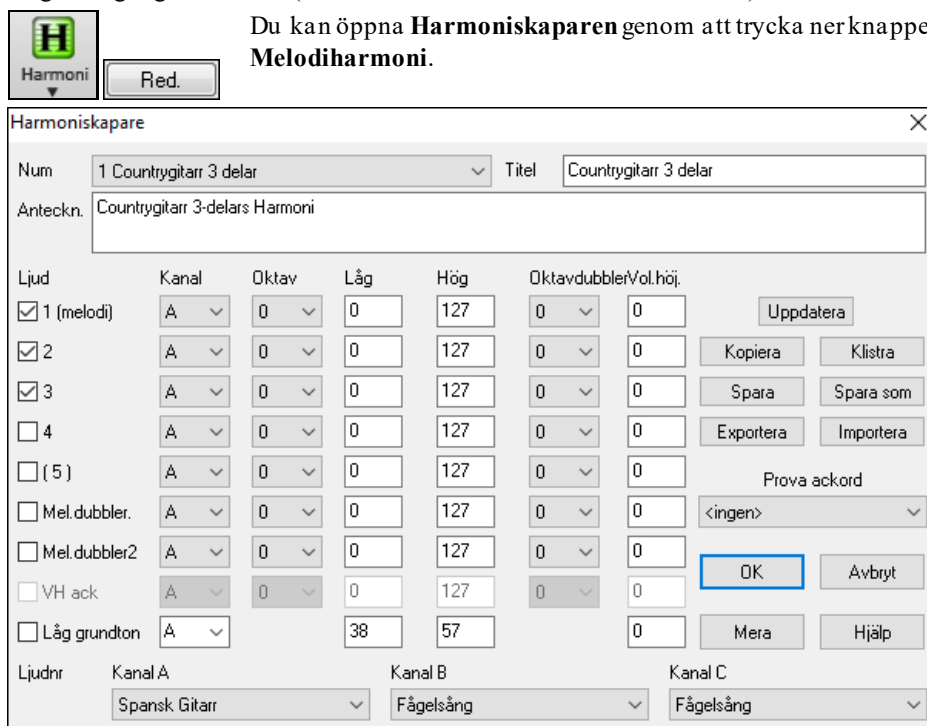 Du kan öppna Harmoniskaparen genom att trycka ner knappe
Melodiharmoni.
H
Harmoni
Red.
Harmoniskapare
Num 1 Countrygitarr 3 delar Titel Countrygitarr 3 delar
Anteckn. Countrygitarr 3-delars Harmoni
Ljud Kanal Oktav Låg Hög OktavdubblerVol.höj.
1 (melodi) A 0 0 127 0 0 Uppdatera
2 A 0 0 127 0 0 Kopiera Klistra
3 A 0 0 127 0 0 Spara Spara som
4 A 0 0 127 0 0 Exportera Importera
( 5 ) A 0 0 127 0 0 Prova ackord
Mel.dubbler. A 0 0 127 0 0 <ingen>
Mel.dubbler2 A 0 0 127 0 0 OK Avbryt
VH ack A 0 0 127 0 0
Låg grundton A 38 57 0 Mera Hjälp
Ljudnr Kanal A Kanal B Kanal C
Spansk Gitarr Fågelsång Fågelsång